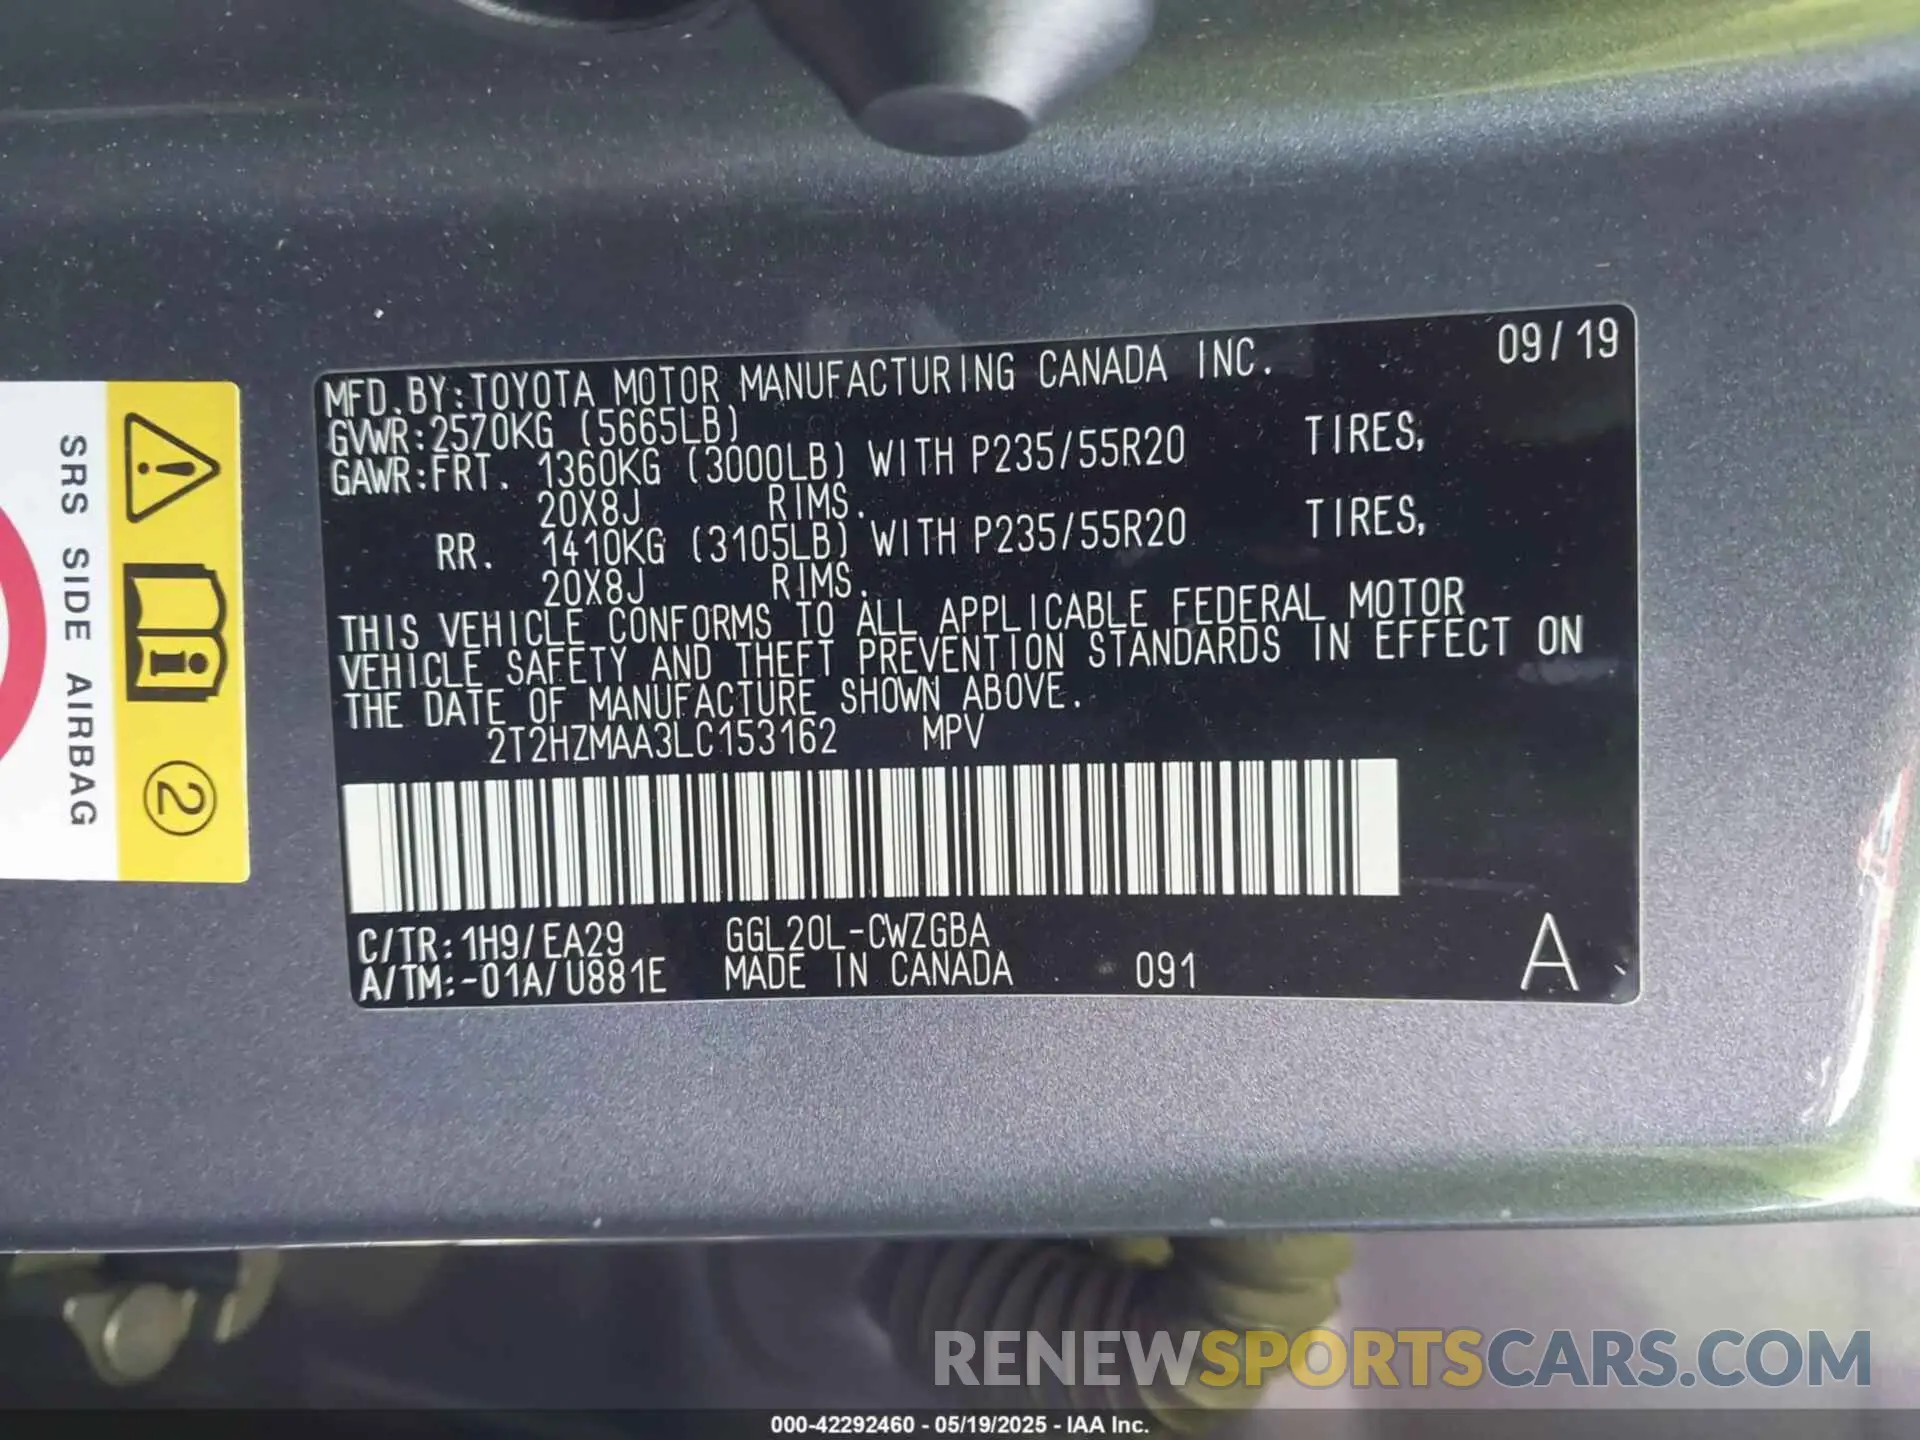 MFD. BY: TOYOTA MOTOR MANUFACTURING CANADA INC. 09/19
GVWR: 2570KG (5665LB)
GAWR: FRT. 1360KG (3000LB) WITH P235/55R20 TIRES,
20X8J RIMS.
RR. 1410KG (3105LB) WITH P235/55R20 TIRES,
20X8J RIMS.
THIS VEHICLE CONFORMS TO ALL APPLICABLE FEDERAL MOTOR
VEHICLE SAFETY AND THEFT PREVENTION STANDARDS IN EFFECT ON
THE DATE OF MANUFACTURE SHOWN ABOVE.
2T2HZMAA3LC153162 MPV
C/TR: 1H9/EA29 GGL20L-CWZGBA
A/TM: -01A/U881E MADE IN CANADA 091 A
SRS SIDE AIRBAG
2
RENEWSPORTSCARS.COM
000-42292460 - 05/19/2025 - IAA Inc.